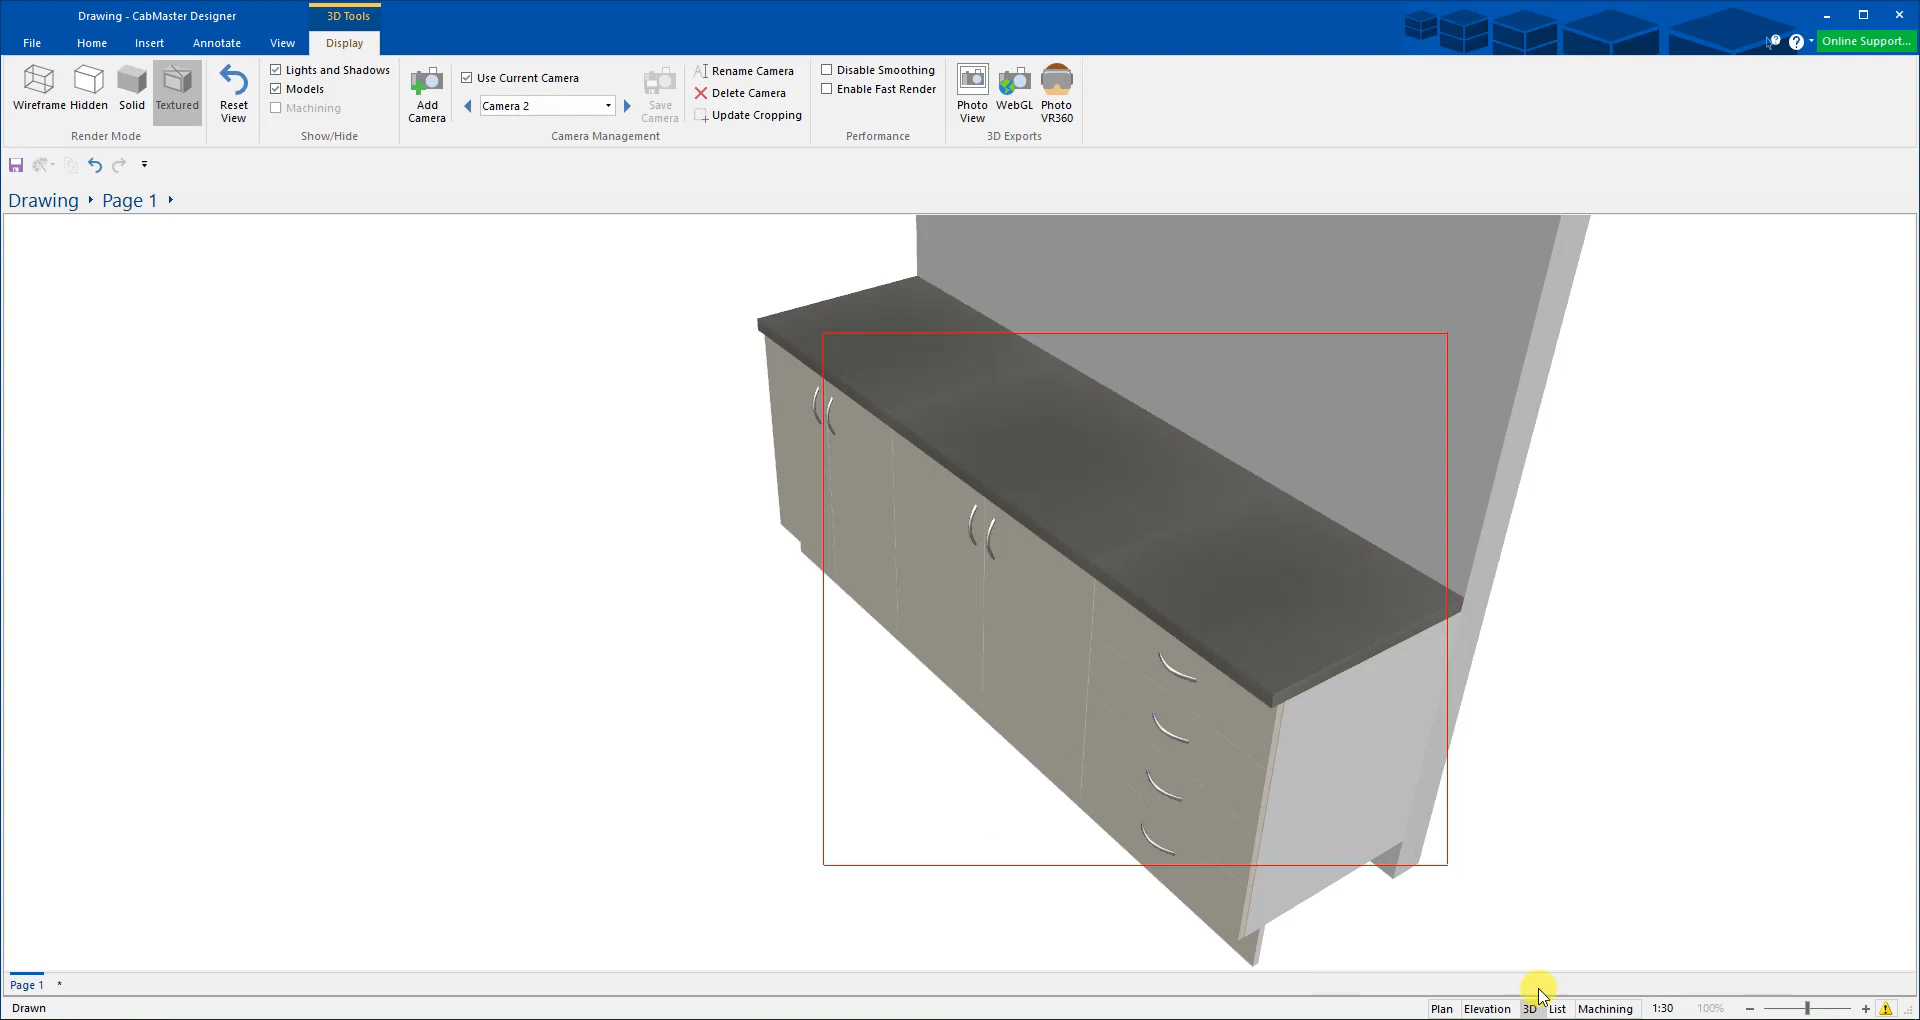 Drawing - CabMaster Designer
3D Tools
File
Home
Insert
Annotate
View
Display
Online Support...
Wireframe
Hidden
Solid
Textured
Render Mode
Reset
View
Lights and Shadows
Models
Machining
Show/Hide
Add
Camera
Use Current Camera
Camera 2
Save
Camera
Rename Camera
Delete Camera
Update Cropping
Camera Management
Disable Smoothing
Enable Fast Render
Performance
Photo
View
WebGL
Photo
VR360
3D Exports
Drawing
Page 1
Page 1
*
Drawn
Plan
Elevation
3D
List
Machining
1:30
100%